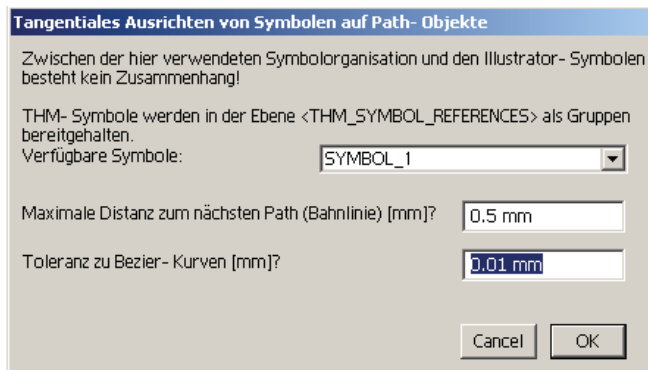 Tangentiales Ausrichten von Symbolen auf Path- Objekte
Zwischen der hier verwendeten Symbolorganisation und den Illustrator- Symbolen
besteht kein Zusammenhang!
THM- Symbole werden in der Ebene <THM_SYMBOL_REFERENCES> als Gruppen
bereitgehalten.
Verfügbare Symbole: SYMBOL_1
Maximale Distanz zum nächsten Path (Bahnlinie) [mm]? 0.5 mm
Toleranz zu Bezier- Kurven [mm]? 0.01 mm
Cancel OK